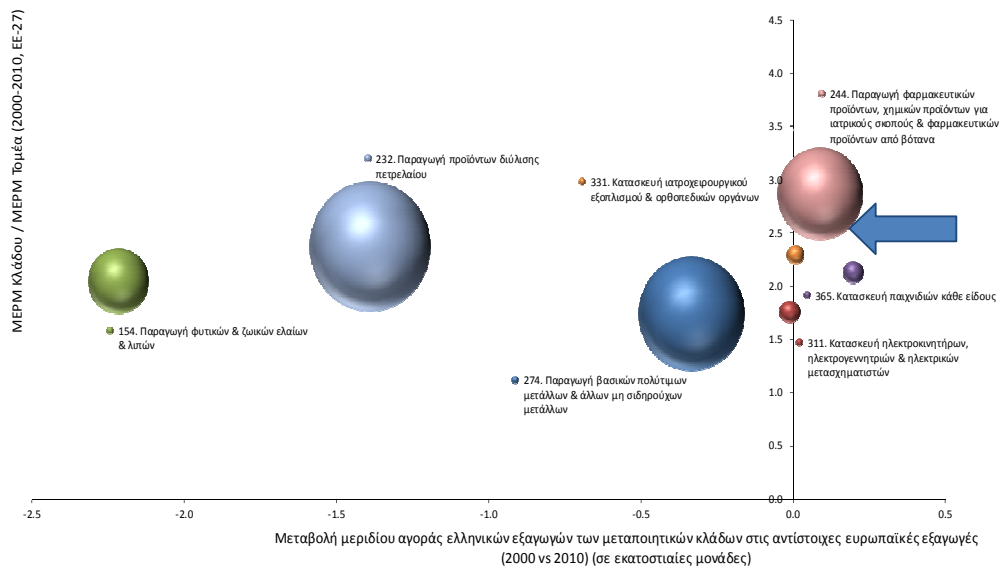 ΜΕΡΜ Κλάδου / ΜΕΡΜ Τομέα (2000-2010, ΕΕ-27)
4.5
4.0
3.5
3.0
2.5
2.0
1.5
1.0
0.5
0.0
244. Παραγωγή φαρμακευτικών
προϊόντων, χημικών προϊόντων για
ιατρικούς σκοπούς & φαρμακευτικών
προϊόντων από βότανα
232. Παραγωγή προϊόντων διύλισης
πετρελαίου
331. Κατασκευή ιατροχειρουργικού
εξοπλισμού & ορθοπεδικών οργάνων
365. Κατασκευή παιχνιδιών κάθε είδους
154. Παραγωγή φυτικών & ζωικών ελαίων
& λιπών
311. Κατασκευή ηλεκτροκινητήρων,
ηλεκτρογεννητριών & ηλεκτρικών
μετασχηματιστών
274. Παραγωγή βασικών πολύτιμων
μετάλλων & άλλων μη σιδηρούχων
μετάλλων
-2.5 -2.0 -1.5 -1.0 -0.5 0.0 0.5
Μεταβολή μεριδίου αγοράς ελληνικών εξαγωγών των μεταποιητικών κλάδων στις αντίστοιχες ευρωπαϊκές εξαγωγές
(2000 vs 2010) (σε εκατοστιαίες μονάδες)